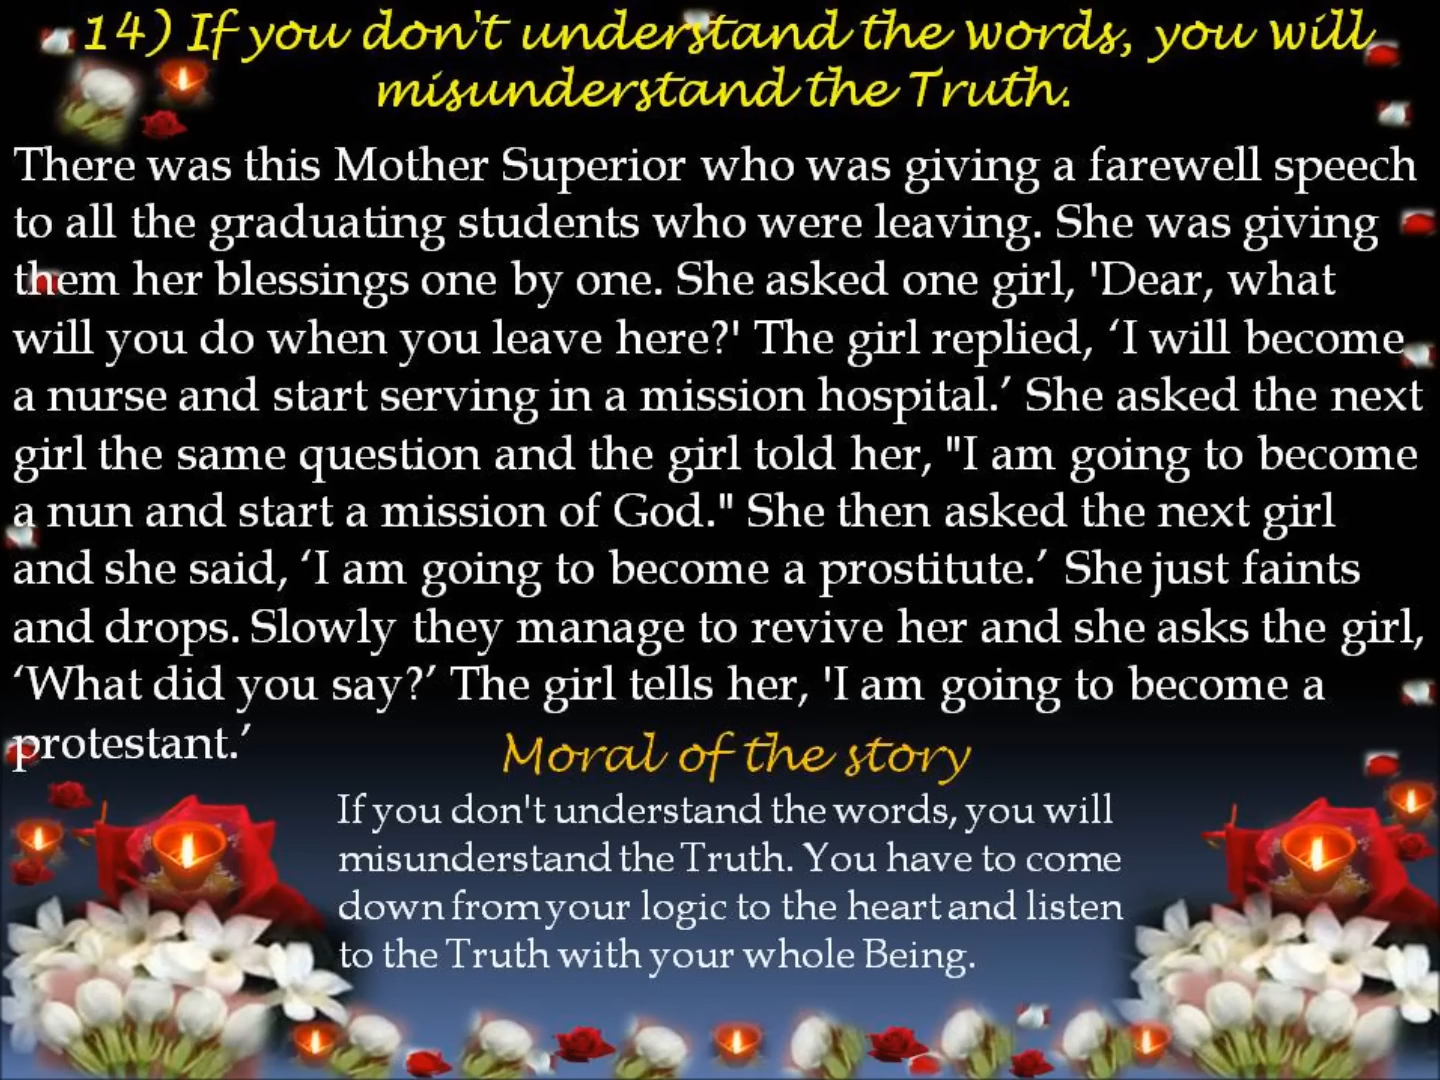 14) If you don't understand the words, you will
misunderstand the Truth.
There was this Mother Superior who was giving a farewell speech
to all the graduating students who were leaving. She was giving
them her blessings one by one. She asked one girl, 'Dear, what
will you do when you leave here?' The girl replied, ‘I will become
a nurse and start serving in a mission hospital.’ She asked the next
girl the same question and the girl told her, "I am going to become
a nun and start a mission of God." She then asked the next girl
and she said, ‘I am going to become a prostitute.’ She just faints
and drops. Slowly they manage to revive her and she asks the girl,
‘What did you say?’ The girl tells her, 'I am going to become a
protestant.’
Moral of the story
If you don't understand the words, you will
misunderstand the Truth. You have to come
down from your logic to the heart and listen
to the Truth with your whole Being.